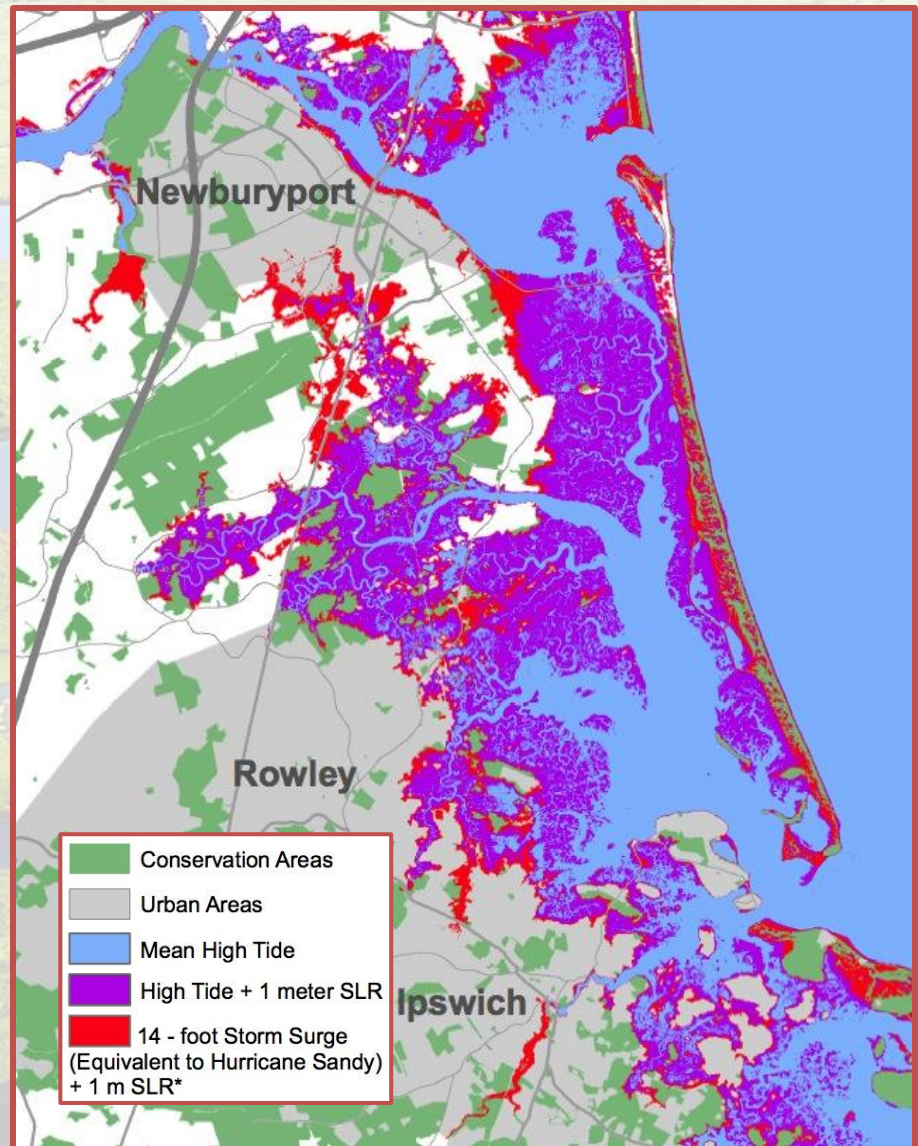 Newburyport
Rowley
Ipswich
Conservation Areas
Urban Areas
Mean High Tide
High Tide + 1 meter SLR
14 - foot Storm Surge
(Equivalent to Hurricane Sandy)
+ 1 m SLR*